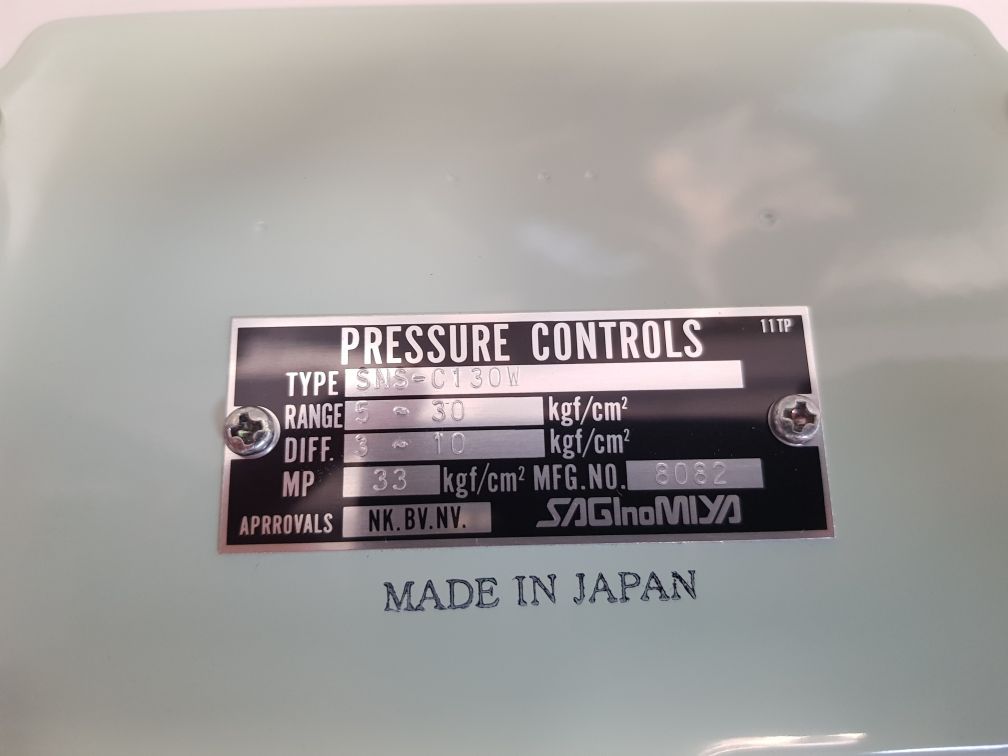 PRESSURE CONTROLS 11TP
TYPE SNS-C130W
RANGE 5 ~ 30 kgf/cm²
DIFF. 3 ~ 10 kgf/cm²
MP 33 kgf/cm² MFG.NO. 8082
APRROVALS NK.BV.NV. SAGInoMIYA
MADE IN JAPAN